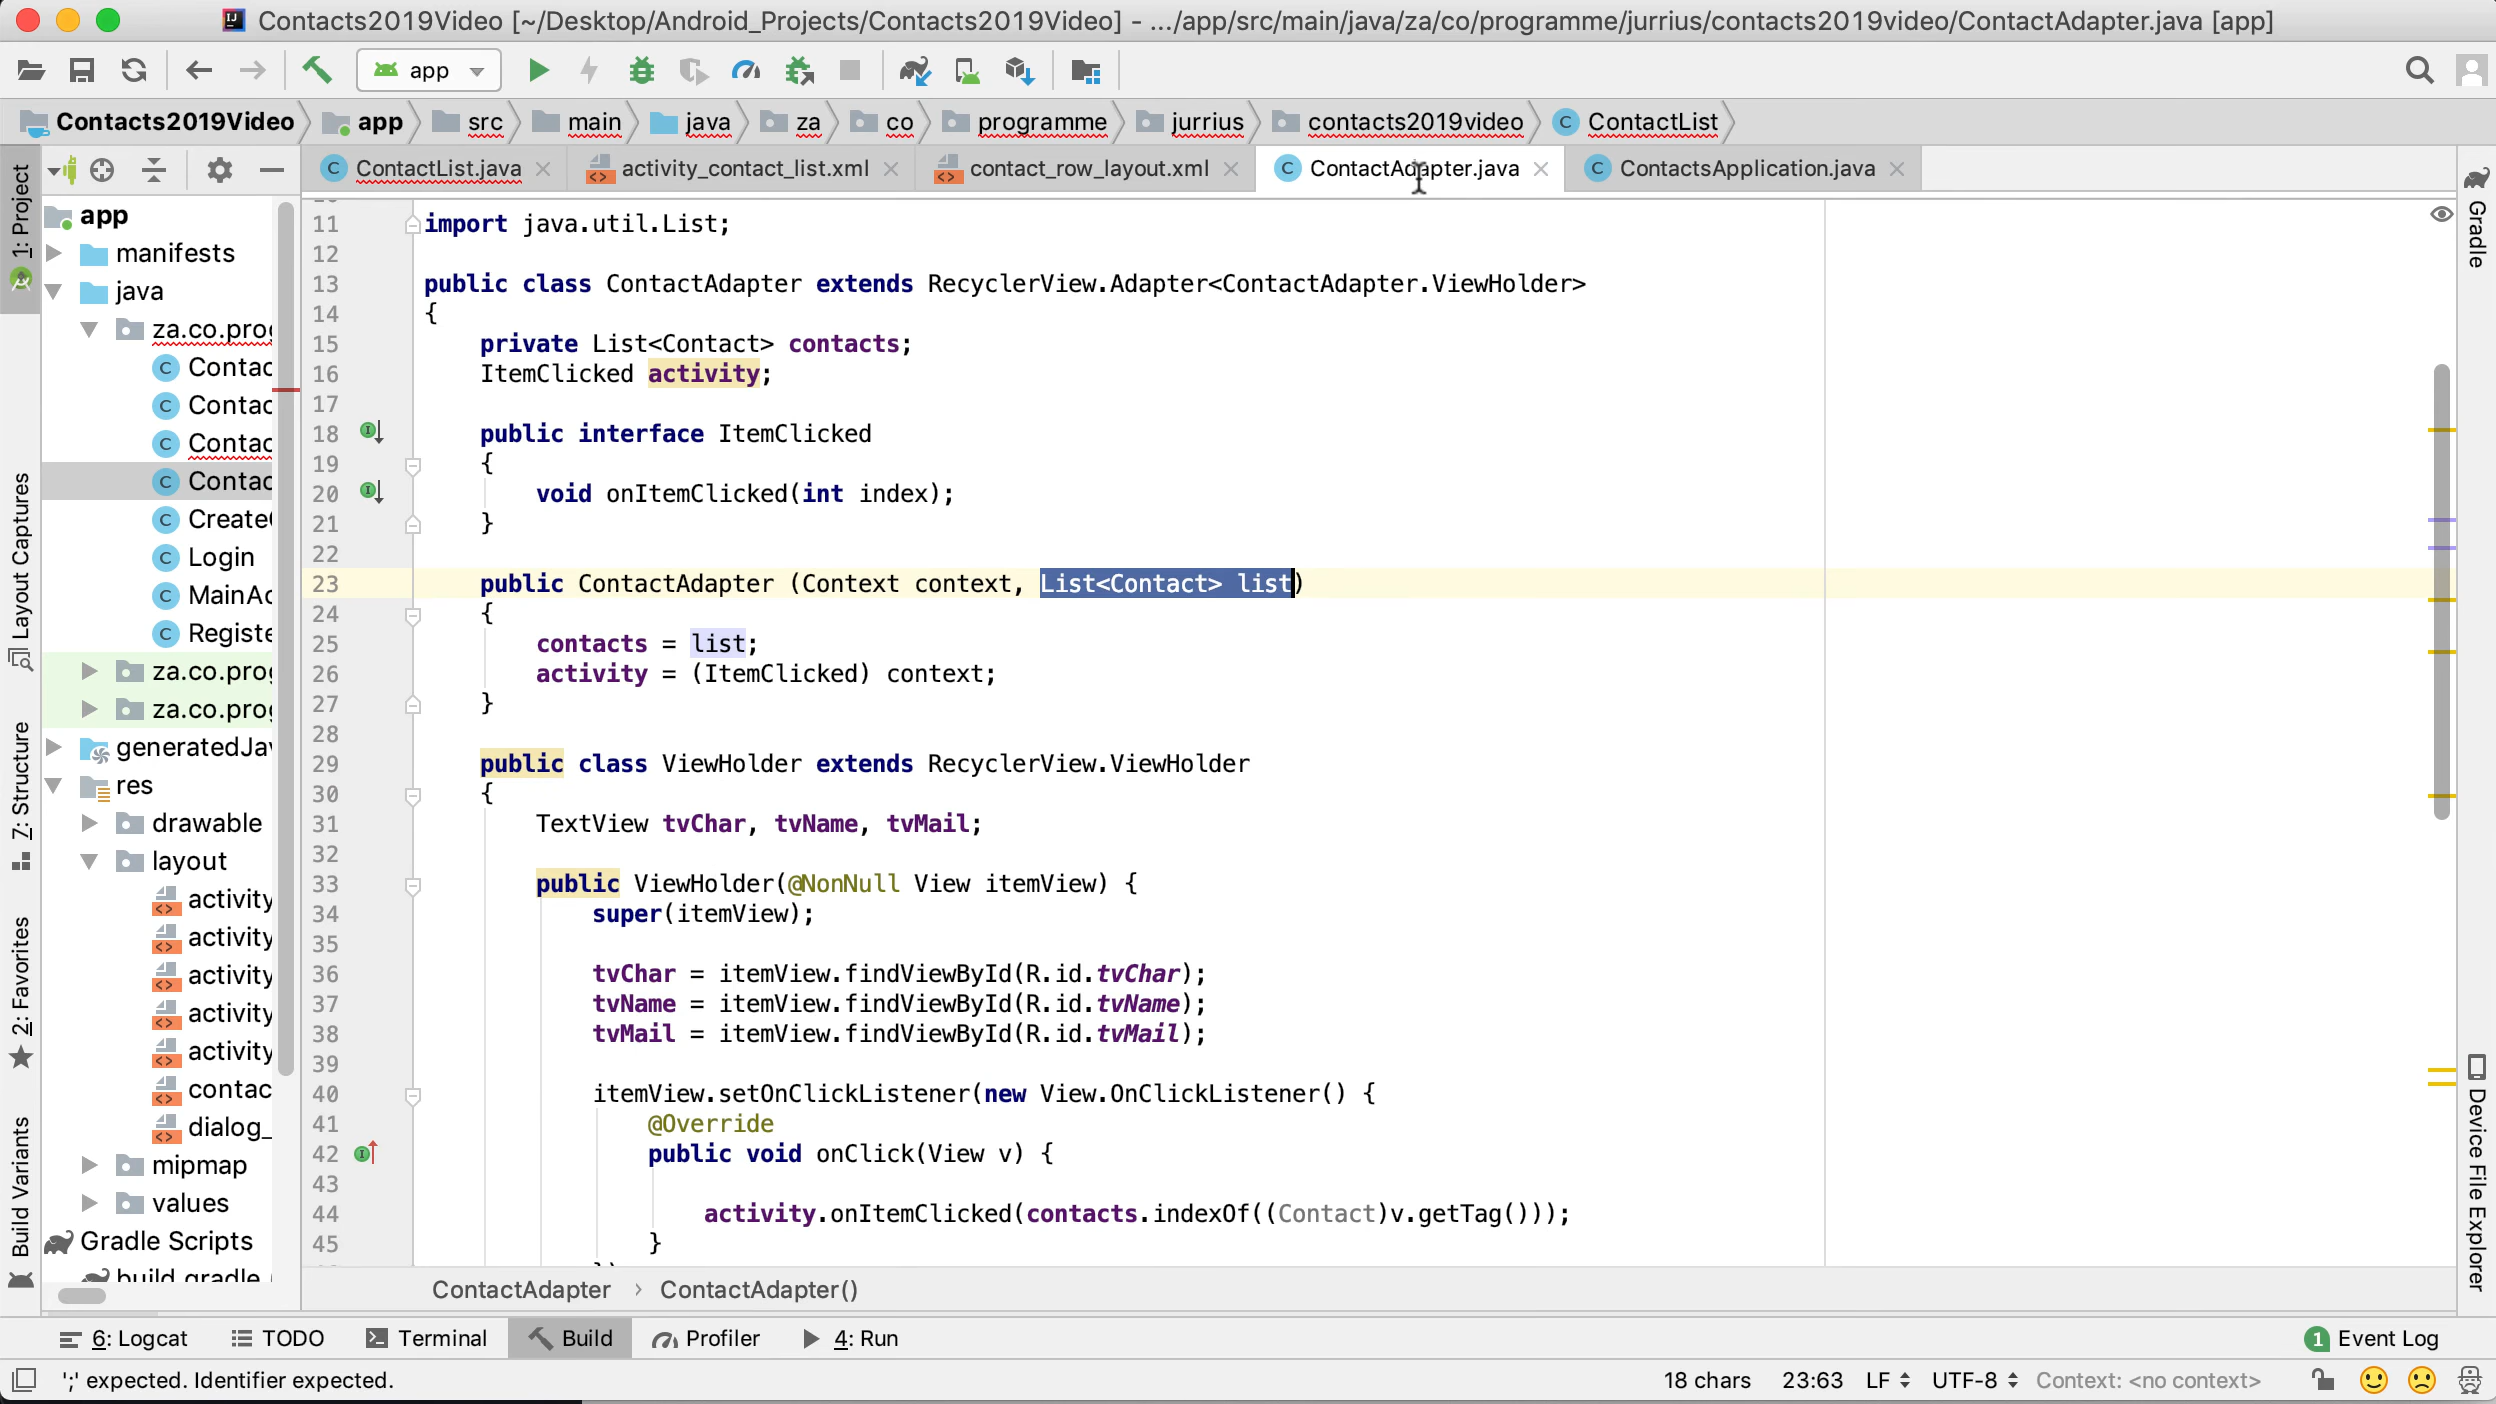 Contacts2019Video [~/Desktop/Android_Projects/Contacts2019Video] - .../app/src/main/java/za/co/programme/jurrius/contacts2019video/ContactAdapter.java [app]
app
Contacts2019Video app src main java za co programme jurrius contacts2019video ContactList
ContactList.java activity_contact_list.xml contact_row_layout.xml ContactAdapter.java ContactsApplication.java
1: Project
Layout Captures
7: Structure
2: Favorites
Build Variants
app
manifests
java
za.co.prog
Contac
Contac
Contac
Contac
Create
Login
MainAc
Registe
za.co.prog
za.co.prog
generatedJav
res
drawable
layout
activity
activity
activity
activity
activity
contac
dialog_
mipmap
values
Gradle Scripts
build.gradle
11 import java.util.List;
12
13 public class ContactAdapter extends RecyclerView.Adapter<ContactAdapter.ViewHolder>
14 {
15 private List<Contact> contacts;
16 ItemClicked activity;
17
18 public interface ItemClicked
19 {
20 void onItemClicked(int index);
21 }
22
23 public ContactAdapter (Context context, List<Contact> list)
24 {
25 contacts = list;
26 activity = (ItemClicked) context;
27 }
28
29 public class ViewHolder extends RecyclerView.ViewHolder
30 {
31 TextView tvChar, tvName, tvMail;
32
33 public ViewHolder(@NonNull View itemView) {
34 super(itemView);
35
36 tvChar = itemView.findViewById(R.id.tvChar);
37 tvName = itemView.findViewById(R.id.tvName);
38 tvMail = itemView.findViewById(R.id.tvMail);
39
40 itemView.setOnClickListener(new View.OnClickListener() {
41 @Override
42 public void onClick(View v) {
43
44 activity.onItemClicked(contacts.indexOf((Contact)v.getTag()));
45 }
Gradle
Device File Explorer
ContactAdapter › ContactAdapter()
6: Logcat TODO Terminal Build Profiler 4: Run 1 Event Log
';' expected. Identifier expected. 18 chars 23:63 LF UTF-8 Context: <no context>